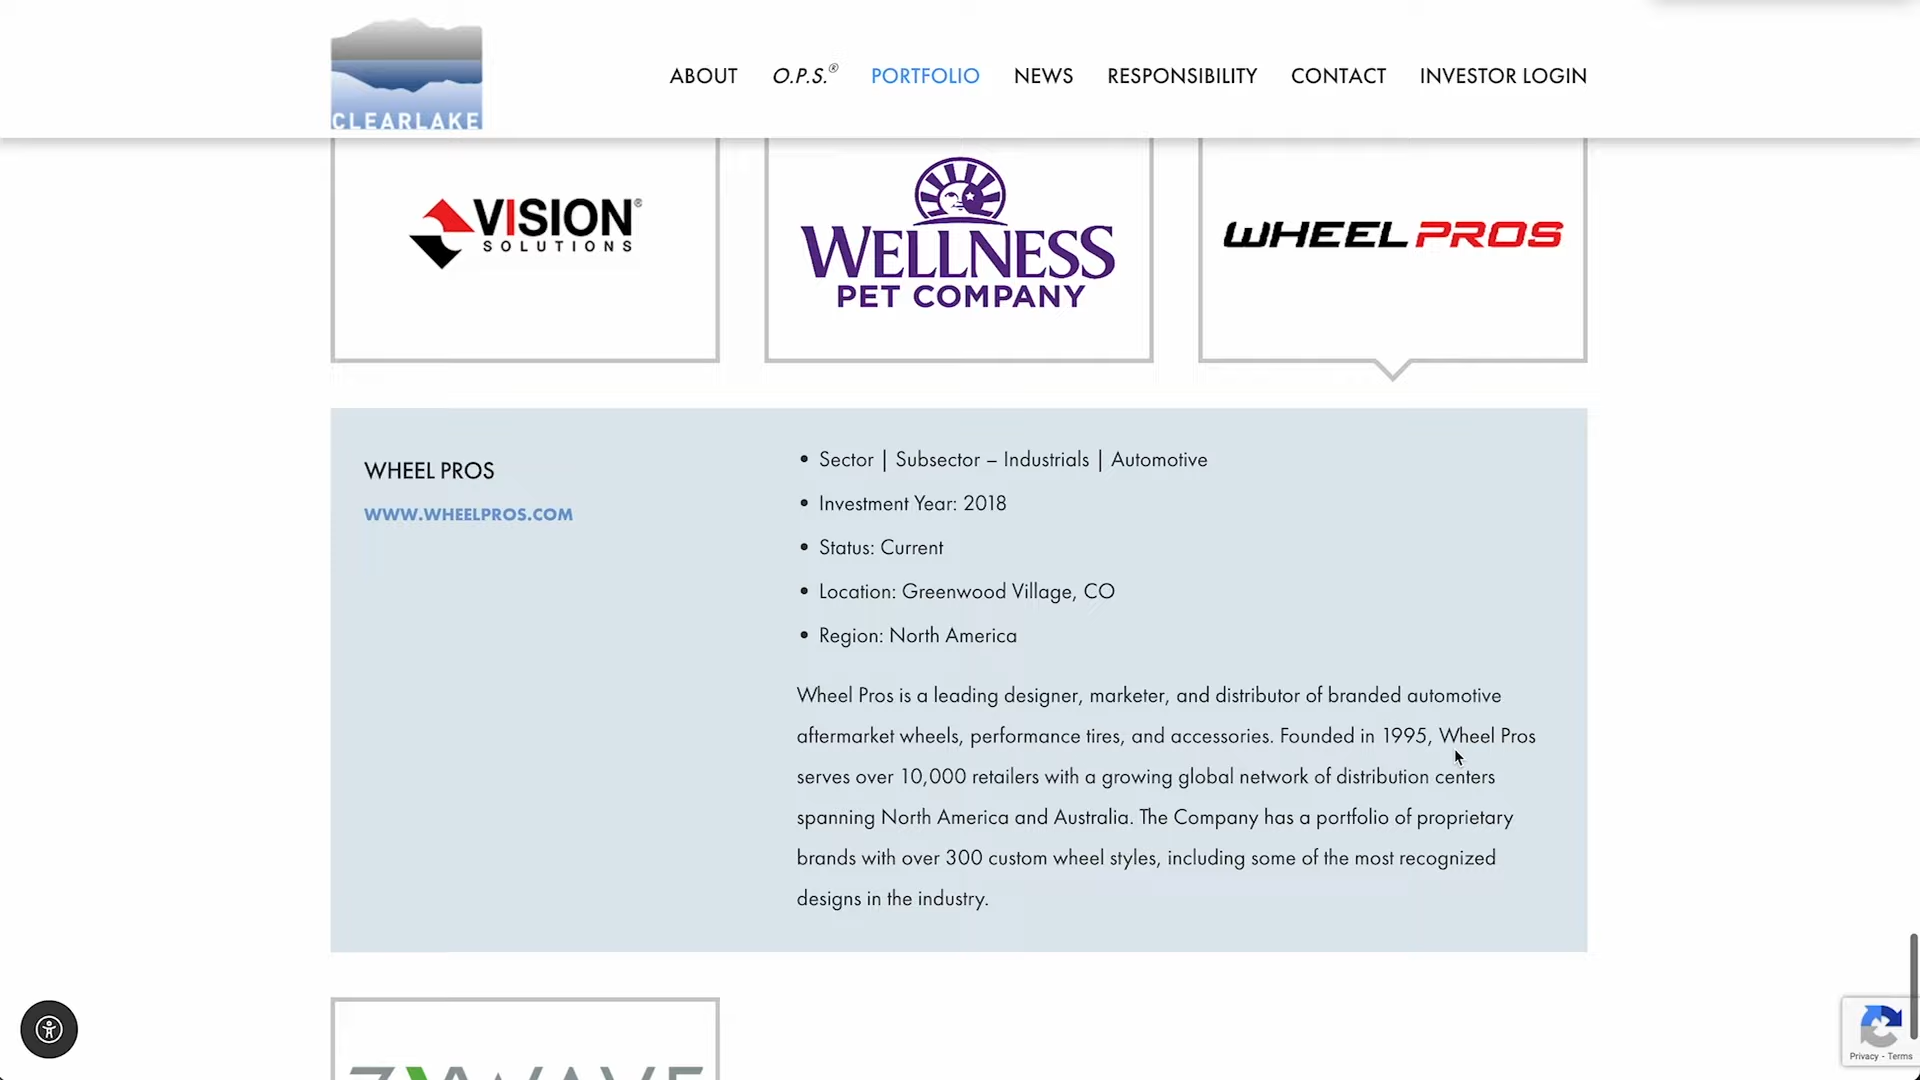 CLEARLAKE
ABOUT O.P.S.® PORTFOLIO NEWS RESPONSIBILITY CONTACT INVESTOR LOGIN
VISION®
SOLUTIONS
WELLNESS
PET COMPANY
WHEELPROS
WHEEL PROS
WWW.WHEELPROS.COM
• Sector | Subsector – Industrials | Automotive
• Investment Year: 2018
• Status: Current
• Location: Greenwood Village, CO
• Region: North America
Wheel Pros is a leading designer, marketer, and distributor of branded automotive
aftermarket wheels, performance tires, and accessories. Founded in 1995, Wheel Pros
serves over 10,000 retailers with a growing global network of distribution centers
spanning North America and Australia. The Company has a portfolio of proprietary
brands with over 300 custom wheel styles, including some of the most recognized
designs in the industry.
Privacy - Terms